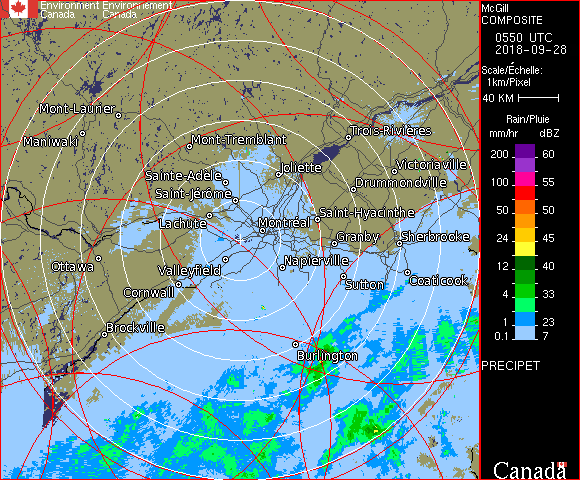 Environment Environnement
Canada Canada
McGill
COMPOSITE
0550 UTC
2018-09-28
Scale/Échelle:
1km/Pixel
40 KM
Rain/Pluie
mm/hr dBZ
200 60
100 55
50 50
24 45
12 40
8 33
4 30
1 23
0.1 7
PRECIPET
Canada
Mont-Laurier
Maniwaki
Mont-Tremblant
Trois-Rivières
Sainte-Adèle
Joliette
Victoriaville
Saint-Jérôme
Drummondville
Lachute
Montréal
Saint-Hyacinthe
Granby
Sherbrooke
Ottawa
Valleyfield
Napierville
Cornwall
Sutton
Coaticook
Brockville
Burlington